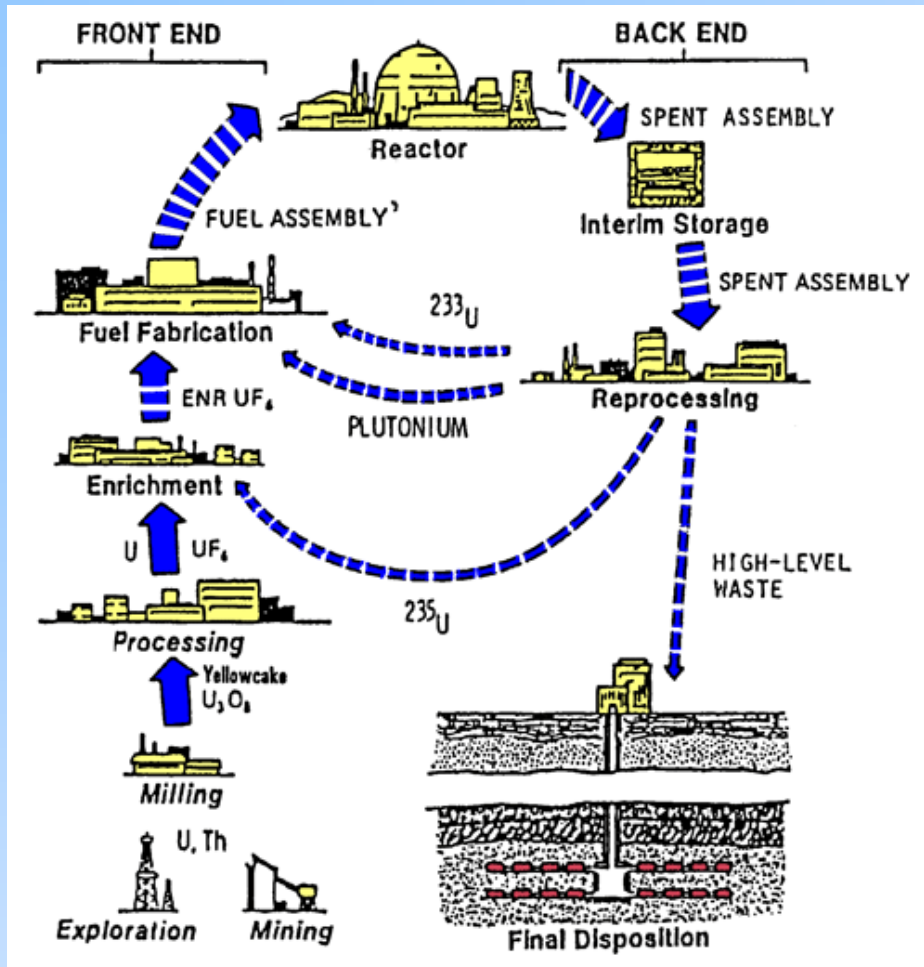 FRONT END
BACK END
Reactor
SPENT ASSEMBLY
Interim Storage
FUEL ASSEMBLY'
SPENT ASSEMBLY
Fuel Fabrication
233U
Reprocessing
ENR UF6
PLUTONIUM
Enrichment
U UF6
HIGH-LEVEL
WASTE
235U
Processing
Yellowcake
U3O8
Milling
U, Th
Exploration
Mining
Final Disposition